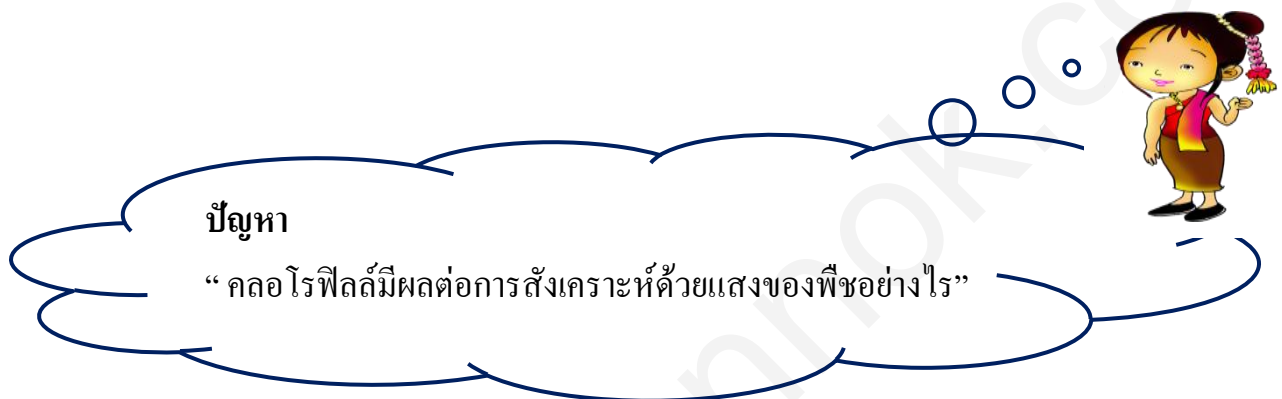 ปัญหา
“ คลอโรฟิลล์มีผลต่อการสังเคราะห์ด้วยแสงของพืชอย่างไร”